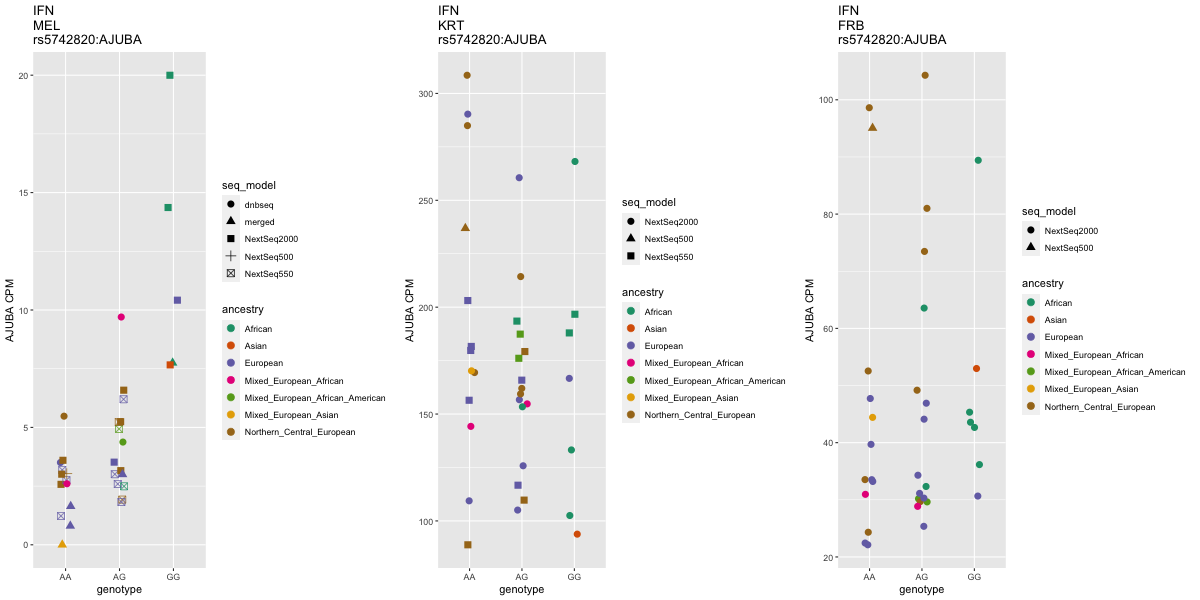 IFN
MEL
rs5742820:AJUBA
20
15
10
5
0
AJUBA CPM
AA
AG
GG
genotype
seq_model
dnbseq
merged
NextSeq2000
NextSeq500
NextSeq550
ancestry
African
Asian
European
Mixed_European_African
Mixed_European_African_American
Mixed_European_Asian
Northern_Central_European
IFN
KRT
rs5742820:AJUBA
300
250
200
150
100
AJUBA CPM
AA
AG
GG
genotype
seq_model
NextSeq2000
NextSeq500
NextSeq550
ancestry
African
Asian
European
Mixed_European_African
Mixed_European_African_American
Mixed_European_Asian
Northern_Central_European
IFN
FRB
rs5742820:AJUBA
100
80
60
40
20
AJUBA CPM
AA
AG
GG
genotype
seq_model
NextSeq2000
NextSeq500
ancestry
African
Asian
European
Mixed_European_African
Mixed_European_African_American
Mixed_European_Asian
Northern_Central_European